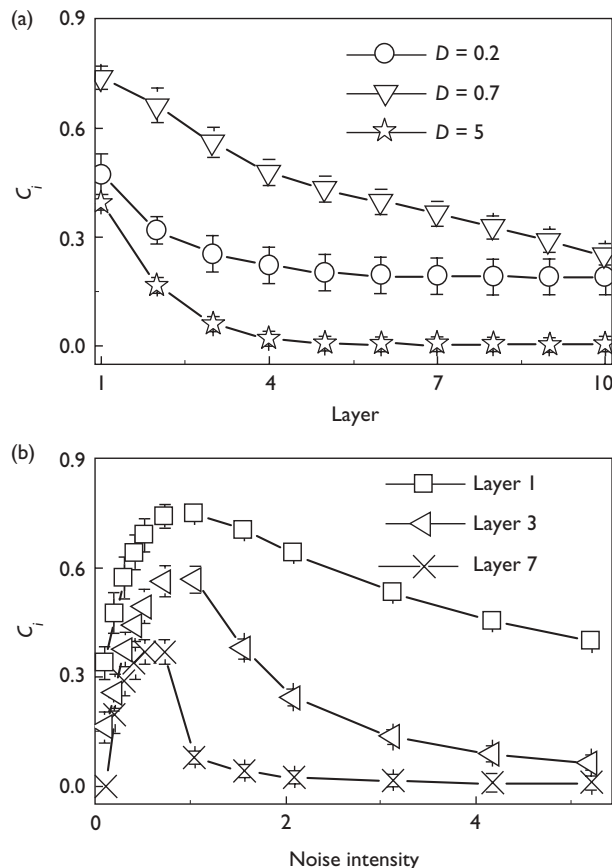 (a)
0.9
0.6
0.3
0.0
C_i
D = 0.2
D = 0.7
D = 5
1
4
7
10
Layer
(b)
0.9
0.6
0.3
0.0
C_i
Layer 1
Layer 3
Layer 7
0
2
4
Noise intensity